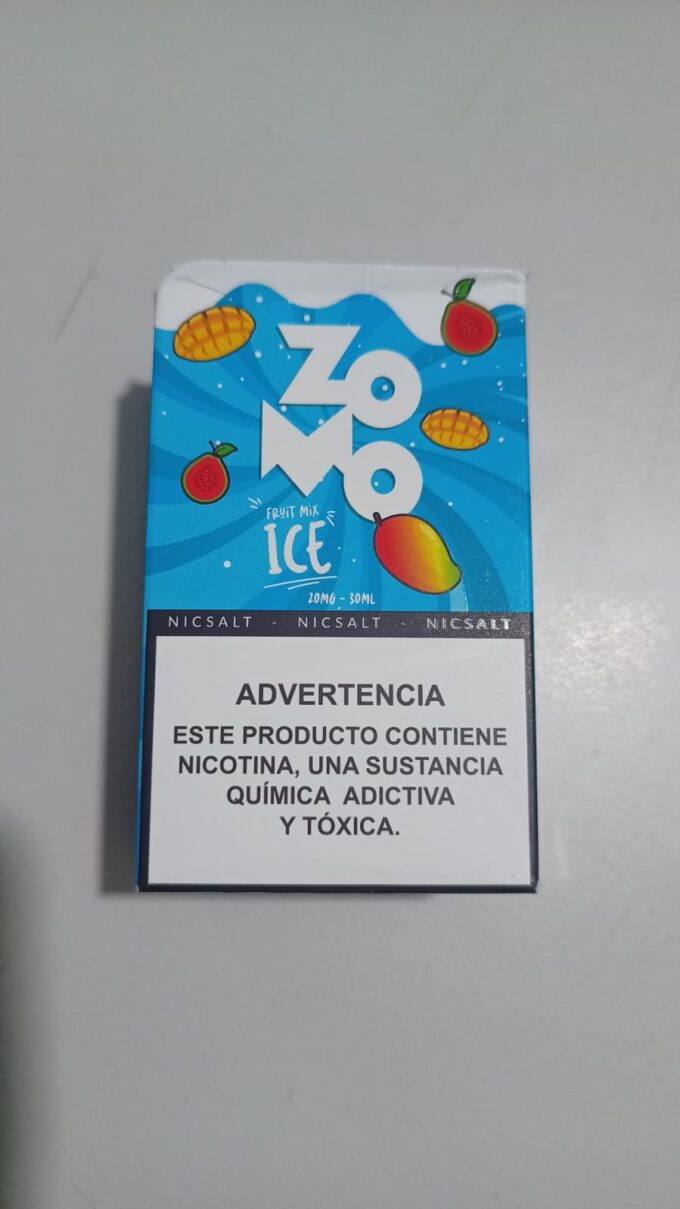 ZO
MO
FRUIT MIX
ICE
20MG - 30ML
NICSALT - NICSALT - NICSALT
ADVERTENCIA
ESTE PRODUCTO CONTIENE
NICOTINA, UNA SUSTANCIA
QUÍMICA ADICTIVA
Y TÓXICA.